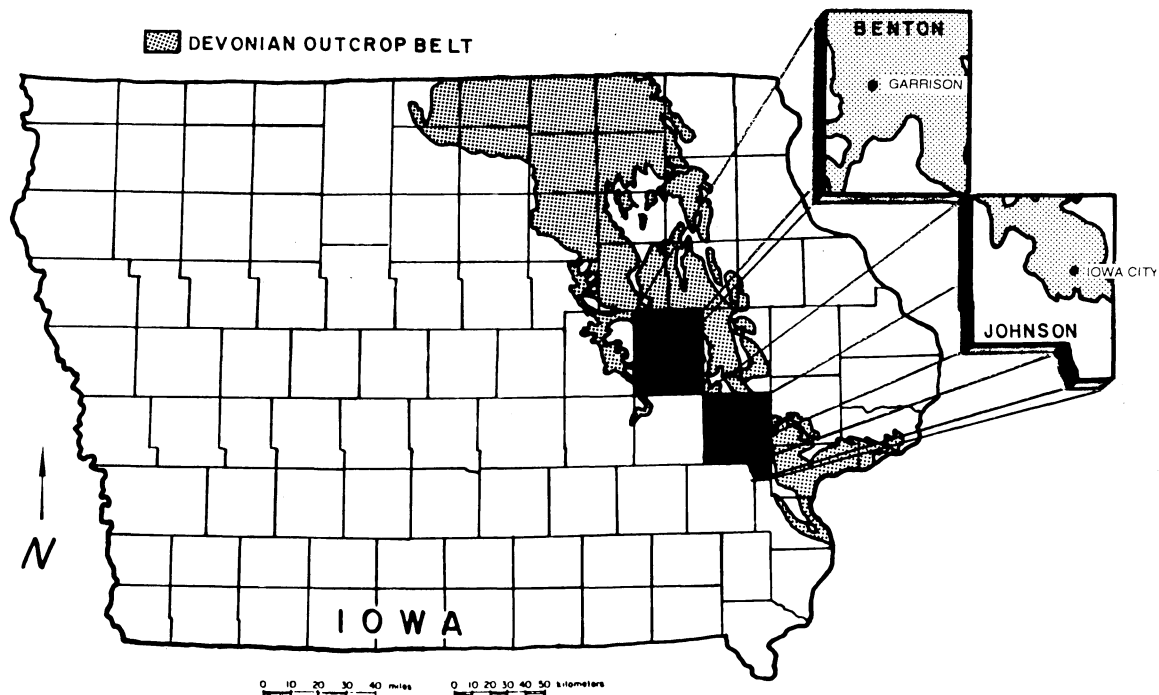 DEVONIAN OUTCROP BELT
BENTON
GARRISON
IOWA CITY
JOHNSON
N
IOWA
0 10 20 30 40 miles
0 10 20 30 40 50 kilometers